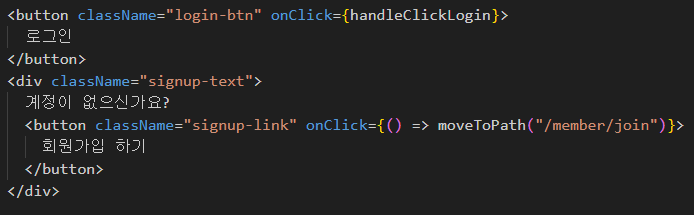 <button className="login-btn" onClick={handleClickLogin}>
로그인
</button>
<div className="signup-text">
계정이 없으신가요?
<button className="signup-link" onClick={() => moveToPath("/member/join")}>
회원가입 하기
</button>
</div>